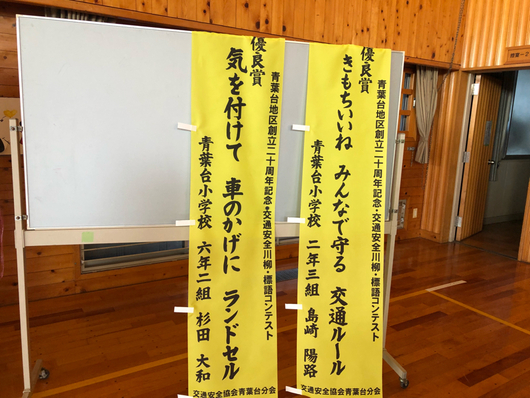 優良賞
青葉台地区創立二十周年記念・交通安全川柳・標語コンテスト
きもちいいね みんなで守る 交通ルール
青葉台小学校 二年三組 島崎 陽路
交通安全協会青葉台分会
優良賞
青葉台地区創立二十周年記念・交通安全川柳・標語コンテスト
気を付けて 車のかげに ランドセル
青葉台小学校 六年二組 杉田 大和
交通安全協会青葉台分会